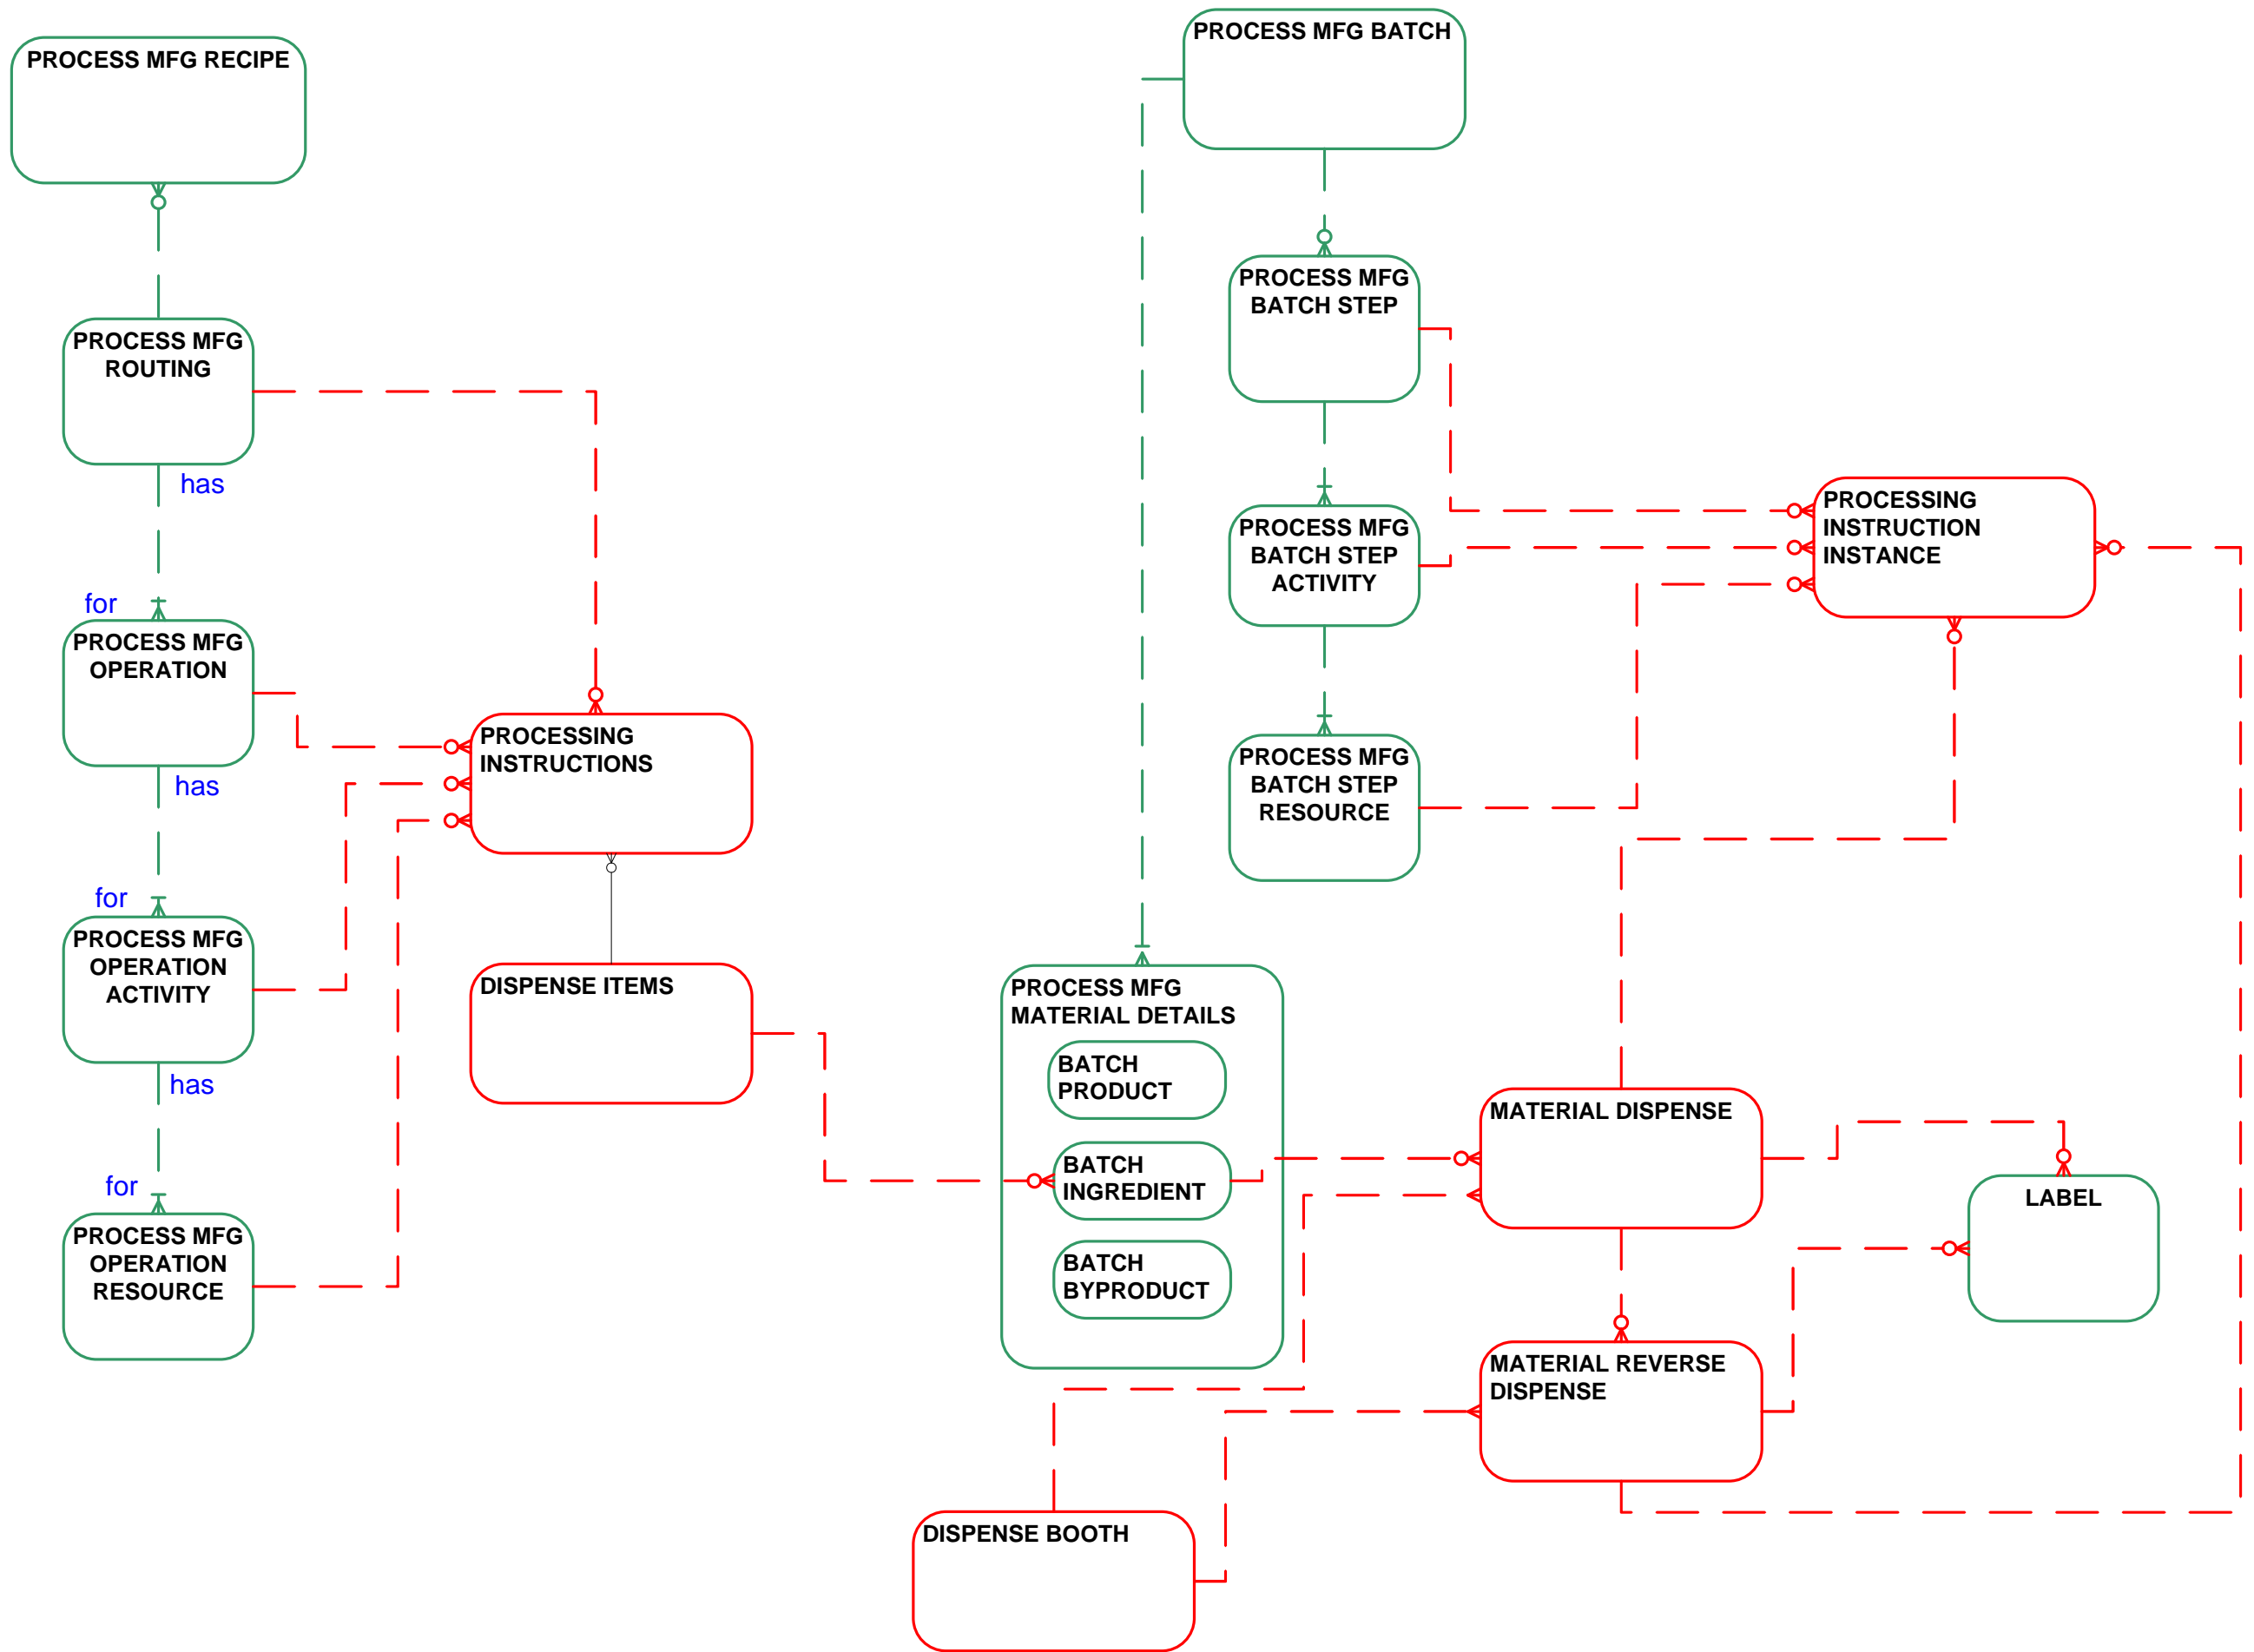 PROCESS MFG RECIPE
PROCESS MFG
ROUTING
has
for
PROCESS MFG
OPERATION
has
for
PROCESS MFG
OPERATION
ACTIVITY
has
for
PROCESS MFG
OPERATION
RESOURCE
PROCESSING
INSTRUCTIONS
DISPENSE ITEMS
PROCESS MFG BATCH
PROCESS MFG
BATCH STEP
PROCESS MFG
BATCH STEP
ACTIVITY
PROCESS MFG
BATCH STEP
RESOURCE
PROCESSING
INSTRUCTION
INSTANCE
PROCESS MFG
MATERIAL DETAILS
BATCH
PRODUCT
BATCH
INGREDIENT
BATCH
BYPRODUCT
MATERIAL DISPENSE
LABEL
MATERIAL REVERSE
DISPENSE
DISPENSE BOOTH